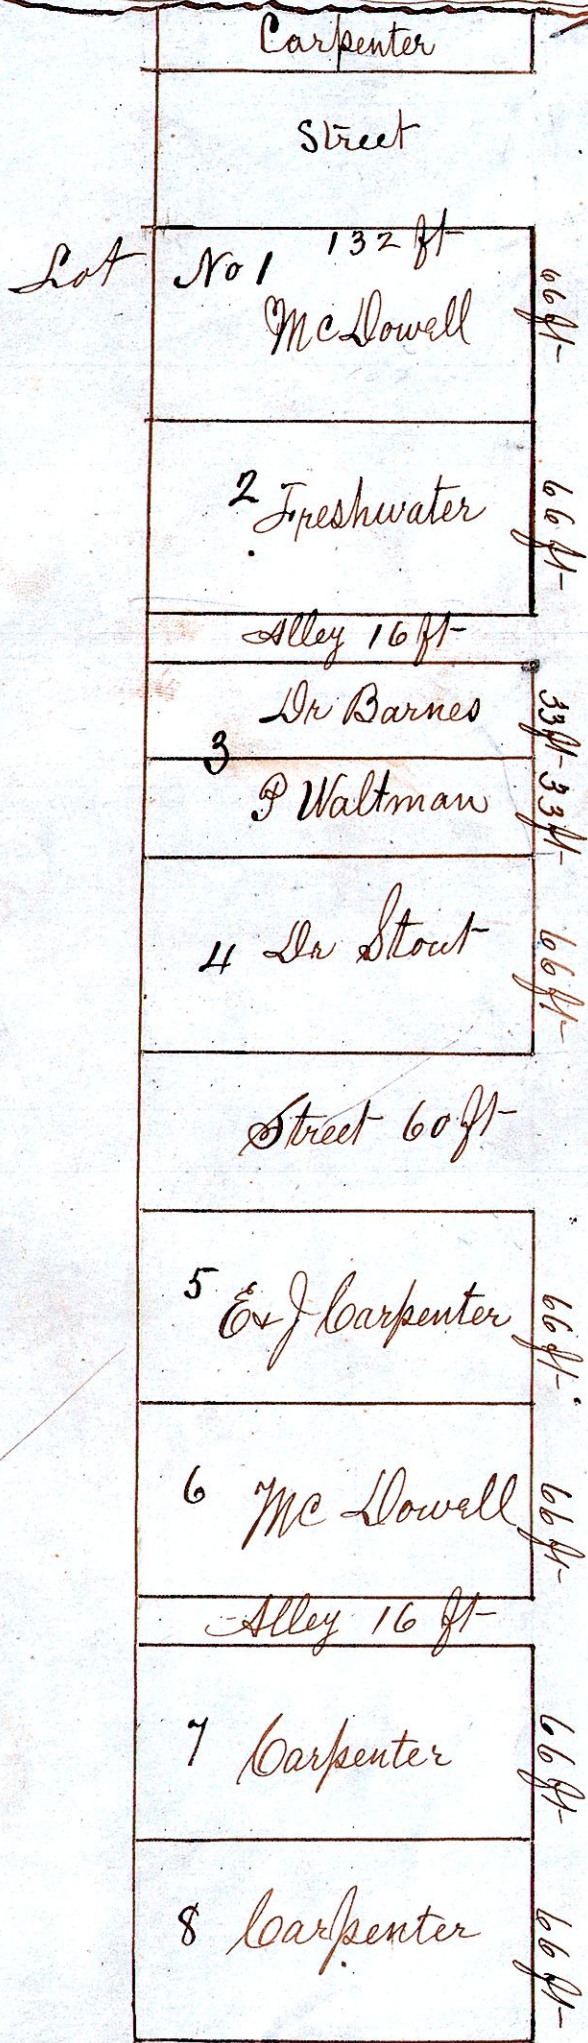 Carpenter
Street
Lot No 1 132 ft
McDowell
66 ft
2 Freshwater
66 ft
Alley 16 ft
Dr Barnes
33 ft
3
P Waltman
33 ft
4 Dr Stout
66 ft
Street 60 ft
5 E & J Carpenter
66 ft
6 Mc Dowell
66 ft
Alley 16 ft
7 Carpenter
66 ft
8 Carpenter
66 ft